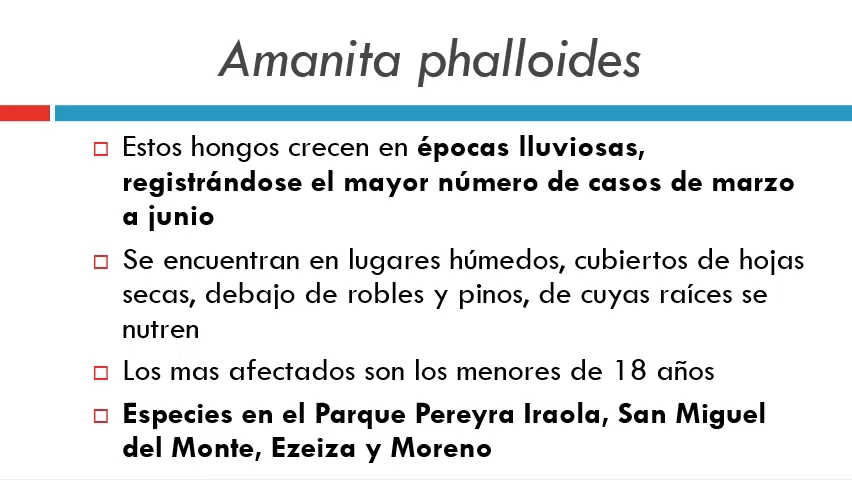 Amanita phalloides
Estos hongos crecen en épocas lluviosas,
registrándose el mayor número de casos de marzo
a junio
Se encuentran en lugares húmedos, cubiertos de hojas
secas, debajo de robles y pinos, de cuyas raíces se
nutren
Los mas afectados son los menores de 18 años
Especies en el Parque Pereyra Iraola, San Miguel
del Monte, Ezeiza y Moreno